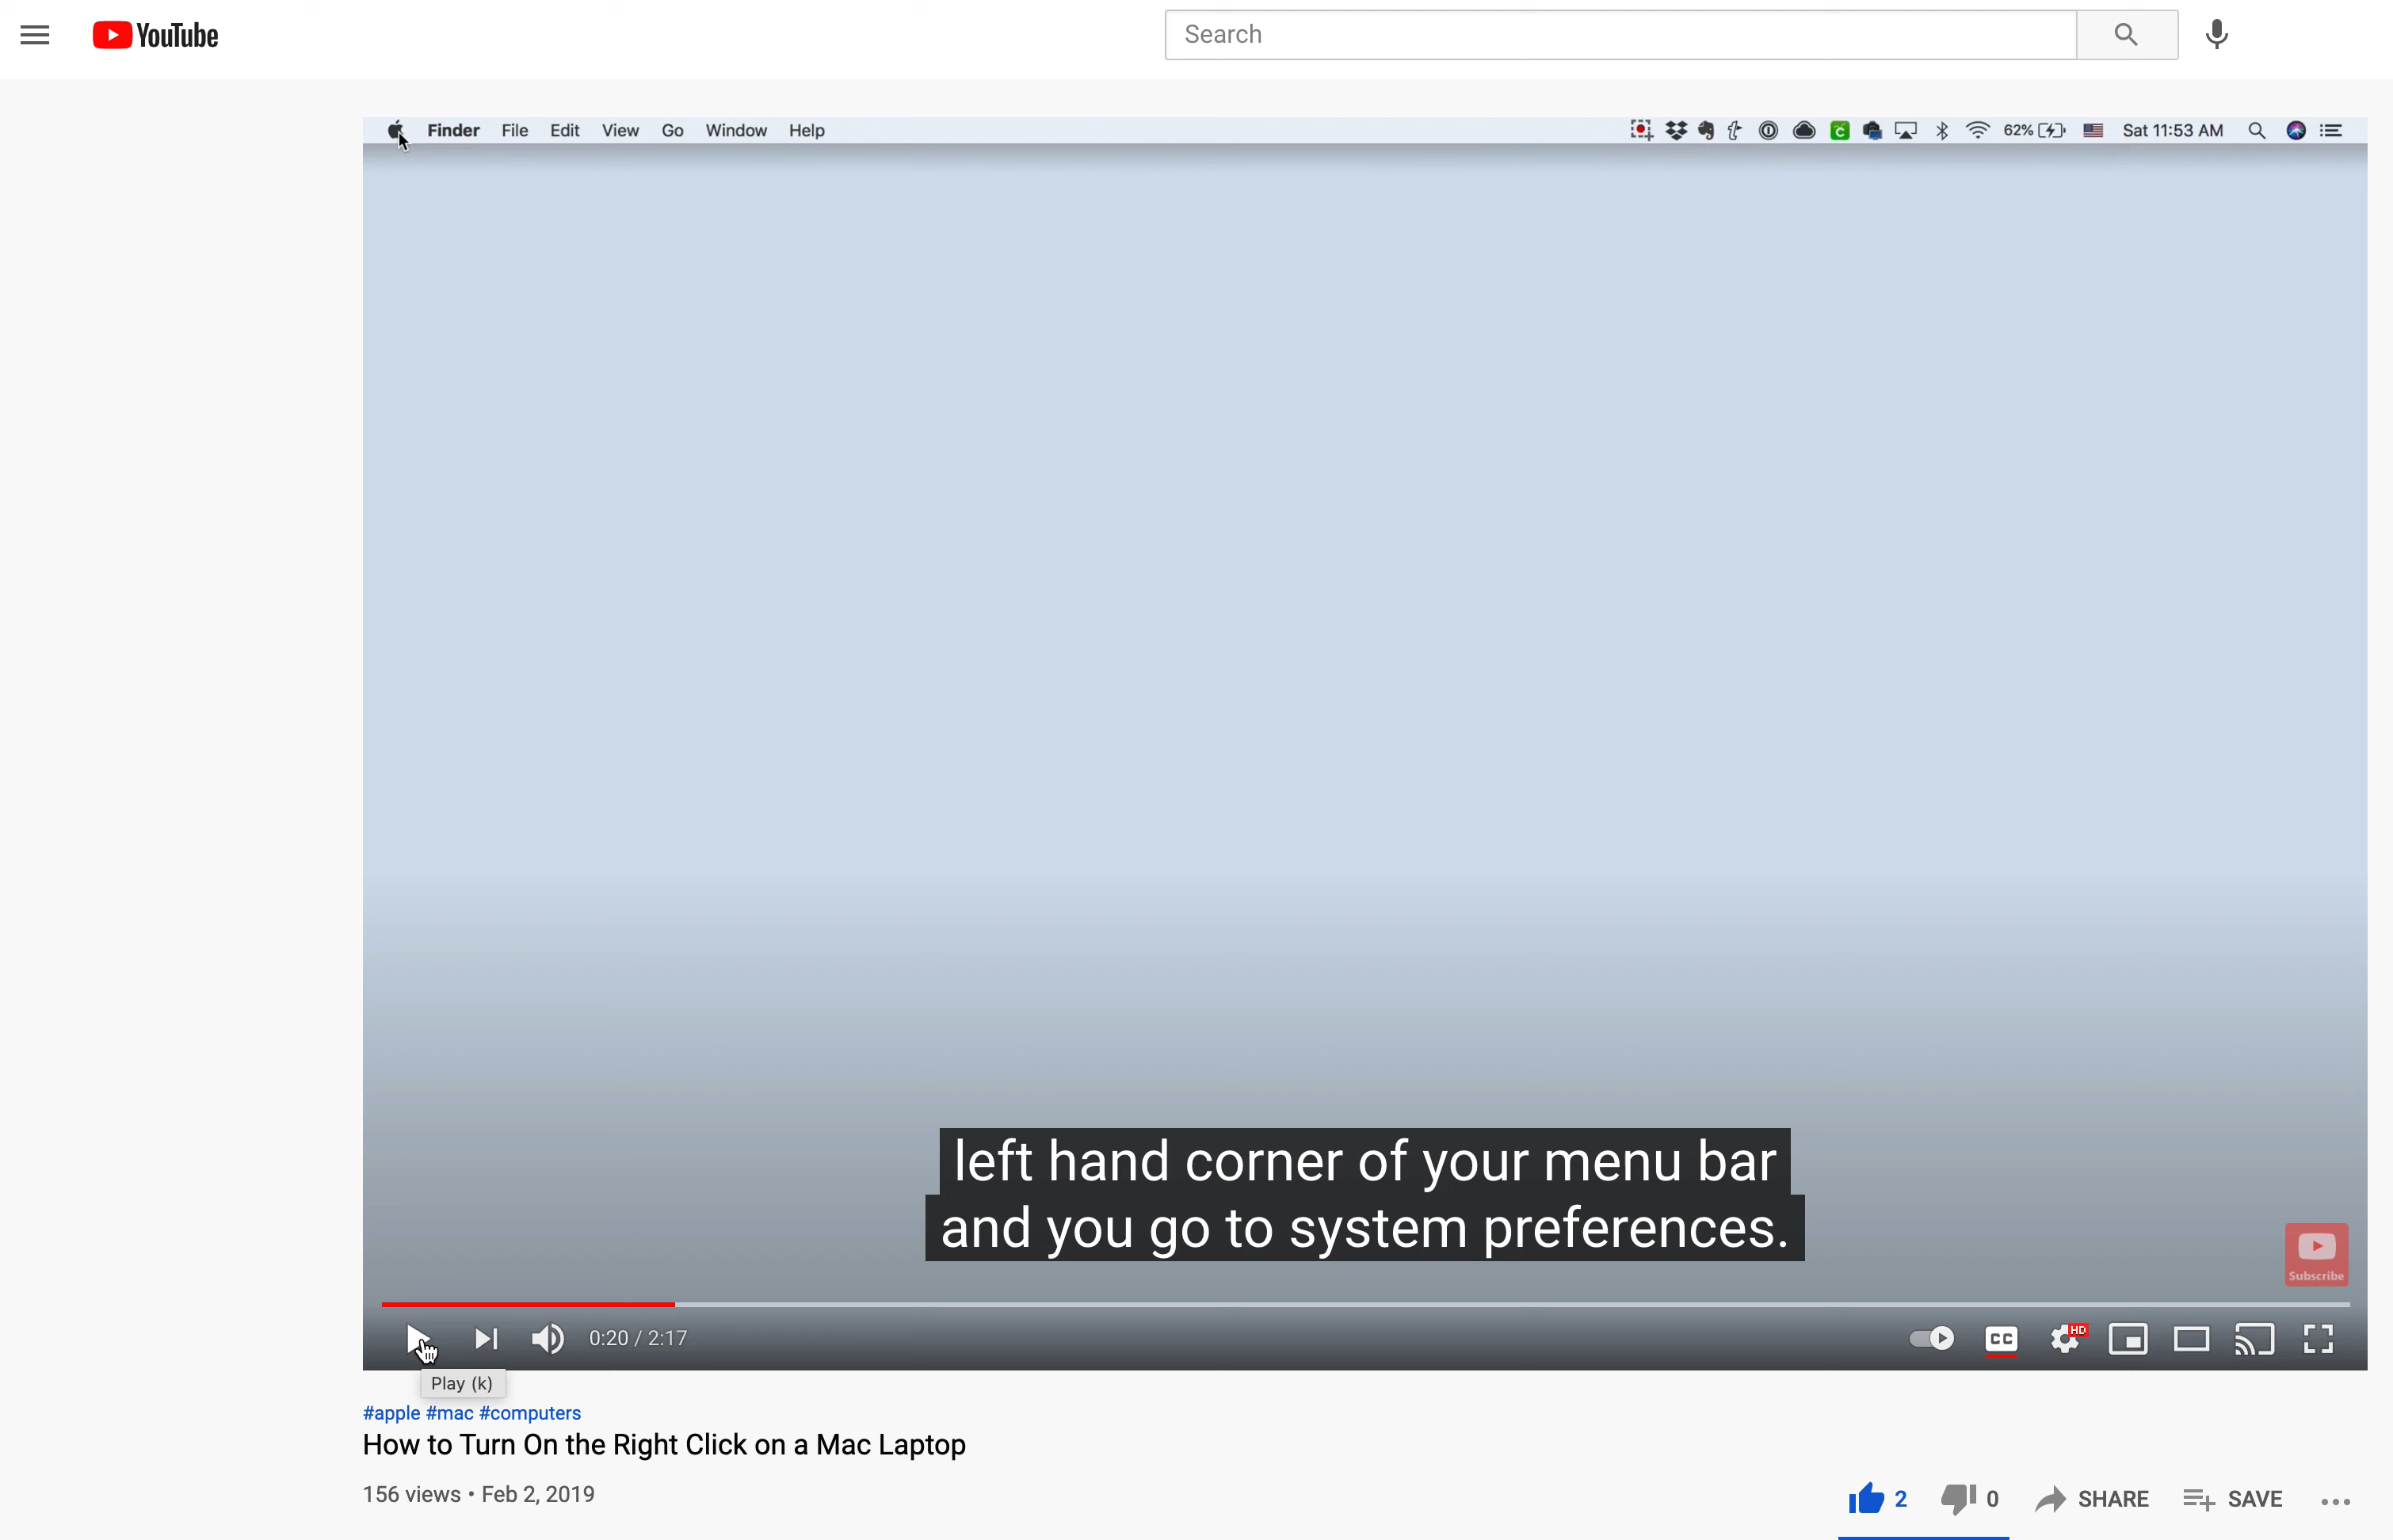 YouTube
Search
Finder File Edit View Go Window Help 62% Sat 11:53 AM
left hand corner of your menu bar
and you go to system preferences.
Subscribe
0:20 / 2:17 CC HD
Play (k)
#apple #mac #computers
How to Turn On the Right Click on a Mac Laptop
156 views • Feb 2, 2019
2 0 SHARE SAVE